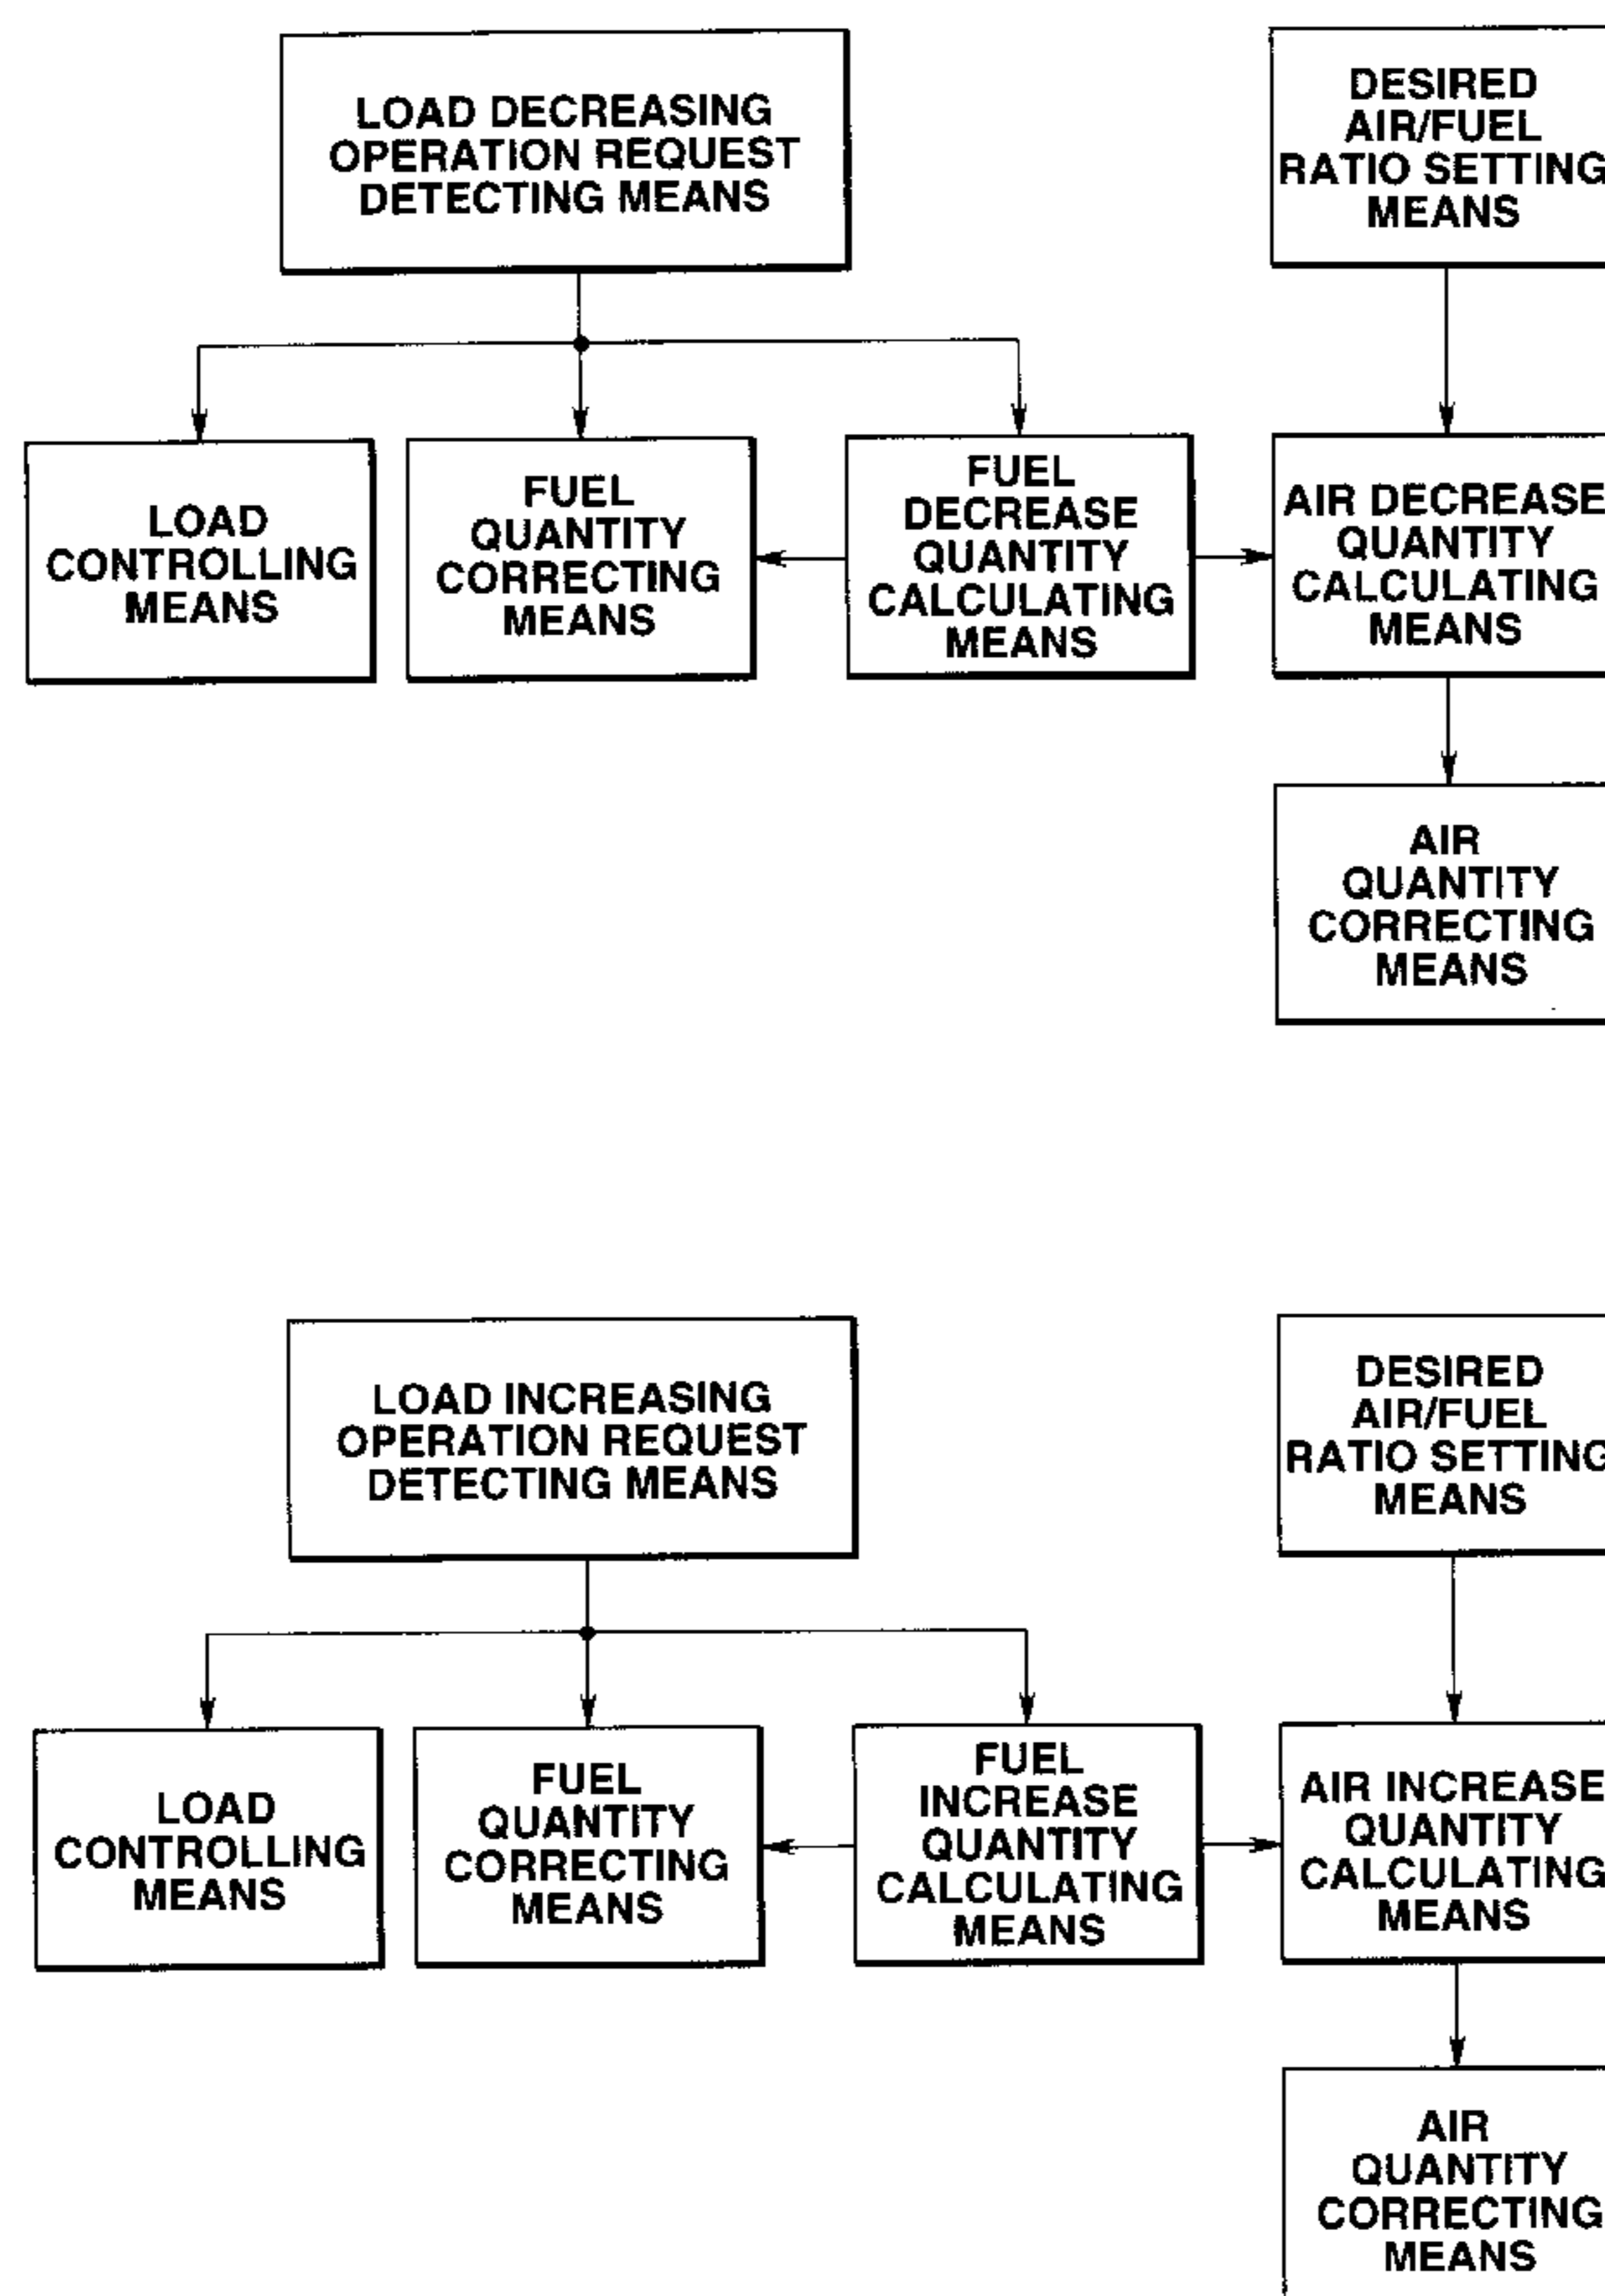 LOAD DECREASING
OPERATION REQUEST
DETECTING MEANS
DESIRED
AIR/FUEL
RATIO SETTING
MEANS
LOAD
CONTROLLING
MEANS
FUEL
QUANTITY
CORRECTING
MEANS
FUEL
DECREASE
QUANTITY
CALCULATING
MEANS
AIR DECREASE
QUANTITY
CALCULATING
MEANS
AIR
QUANTITY
CORRECTING
MEANS
LOAD INCREASING
OPERATION REQUEST
DETECTING MEANS
DESIRED
AIR/FUEL
RATIO SETTING
MEANS
LOAD
CONTROLLING
MEANS
FUEL
QUANTITY
CORRECTING
MEANS
FUEL
INCREASE
QUANTITY
CALCULATING
MEANS
AIR INCREASE
QUANTITY
CALCULATING
MEANS
AIR
QUANTITY
CORRECTING
MEANS